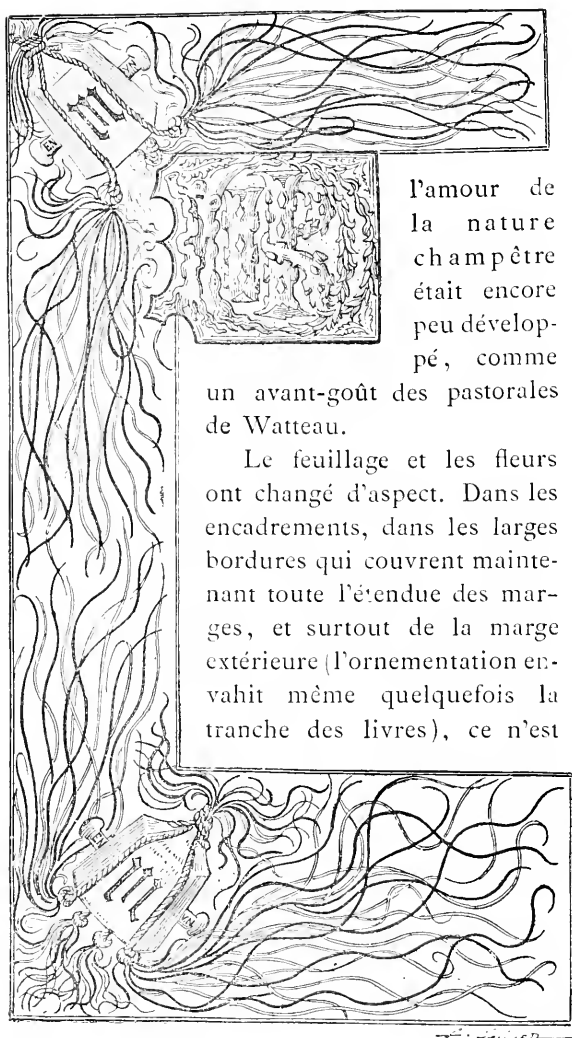 l'amour de
la nature
champêtre
était encore
peu dévelop-
pé, comme
un avant-goût des pastorales
de Watteau.
Le feuillage et les fleurs
ont changé d'aspect. Dans les
encadrements, dans les larges
bordures qui couvrent mainte-
nant toute l'étendue des mar-
ges, et surtout de la marge
extérieure (l'ornementation en-
vahit même quelquefois la
tranche des livres), ce n'est